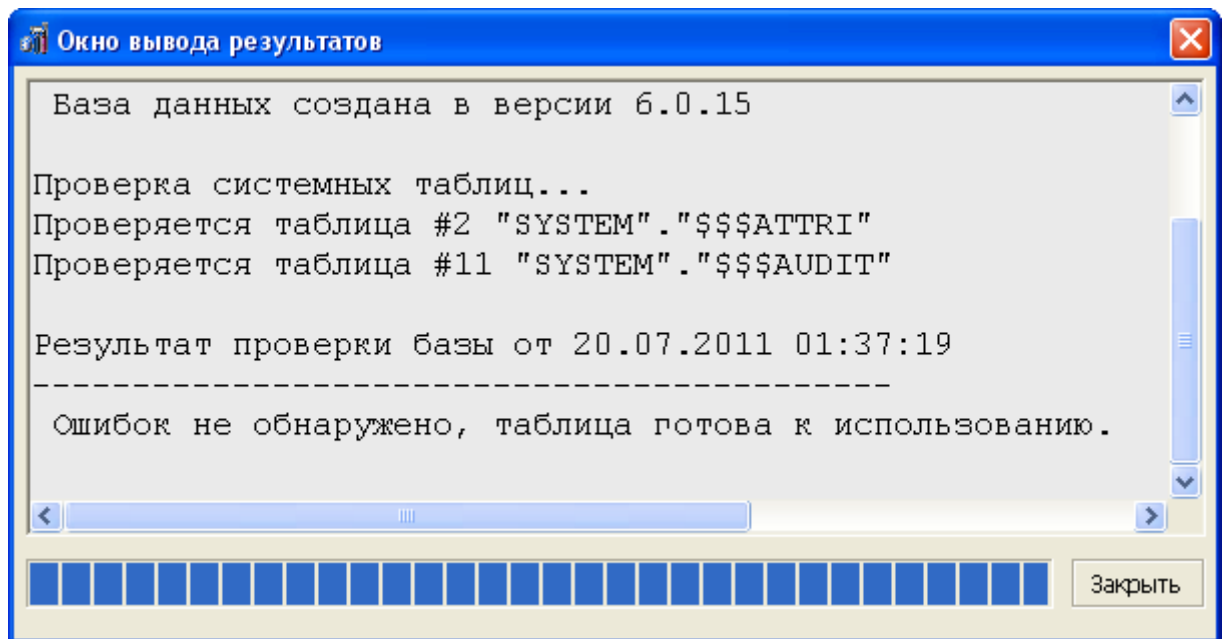 Окно вывода результатов
База данных создана в версии 6.0.15
Проверка системных таблиц...
Проверяется таблица #2 "SYSTEM"."$$$ATTRI"
Проверяется таблица #11 "SYSTEM"."$$$AUDIT"
Результат проверки базы от 20.07.2011 01:37:19
-------------------------------------------
Ошибок не обнаружено, таблица готова к использованию.
Закрыть